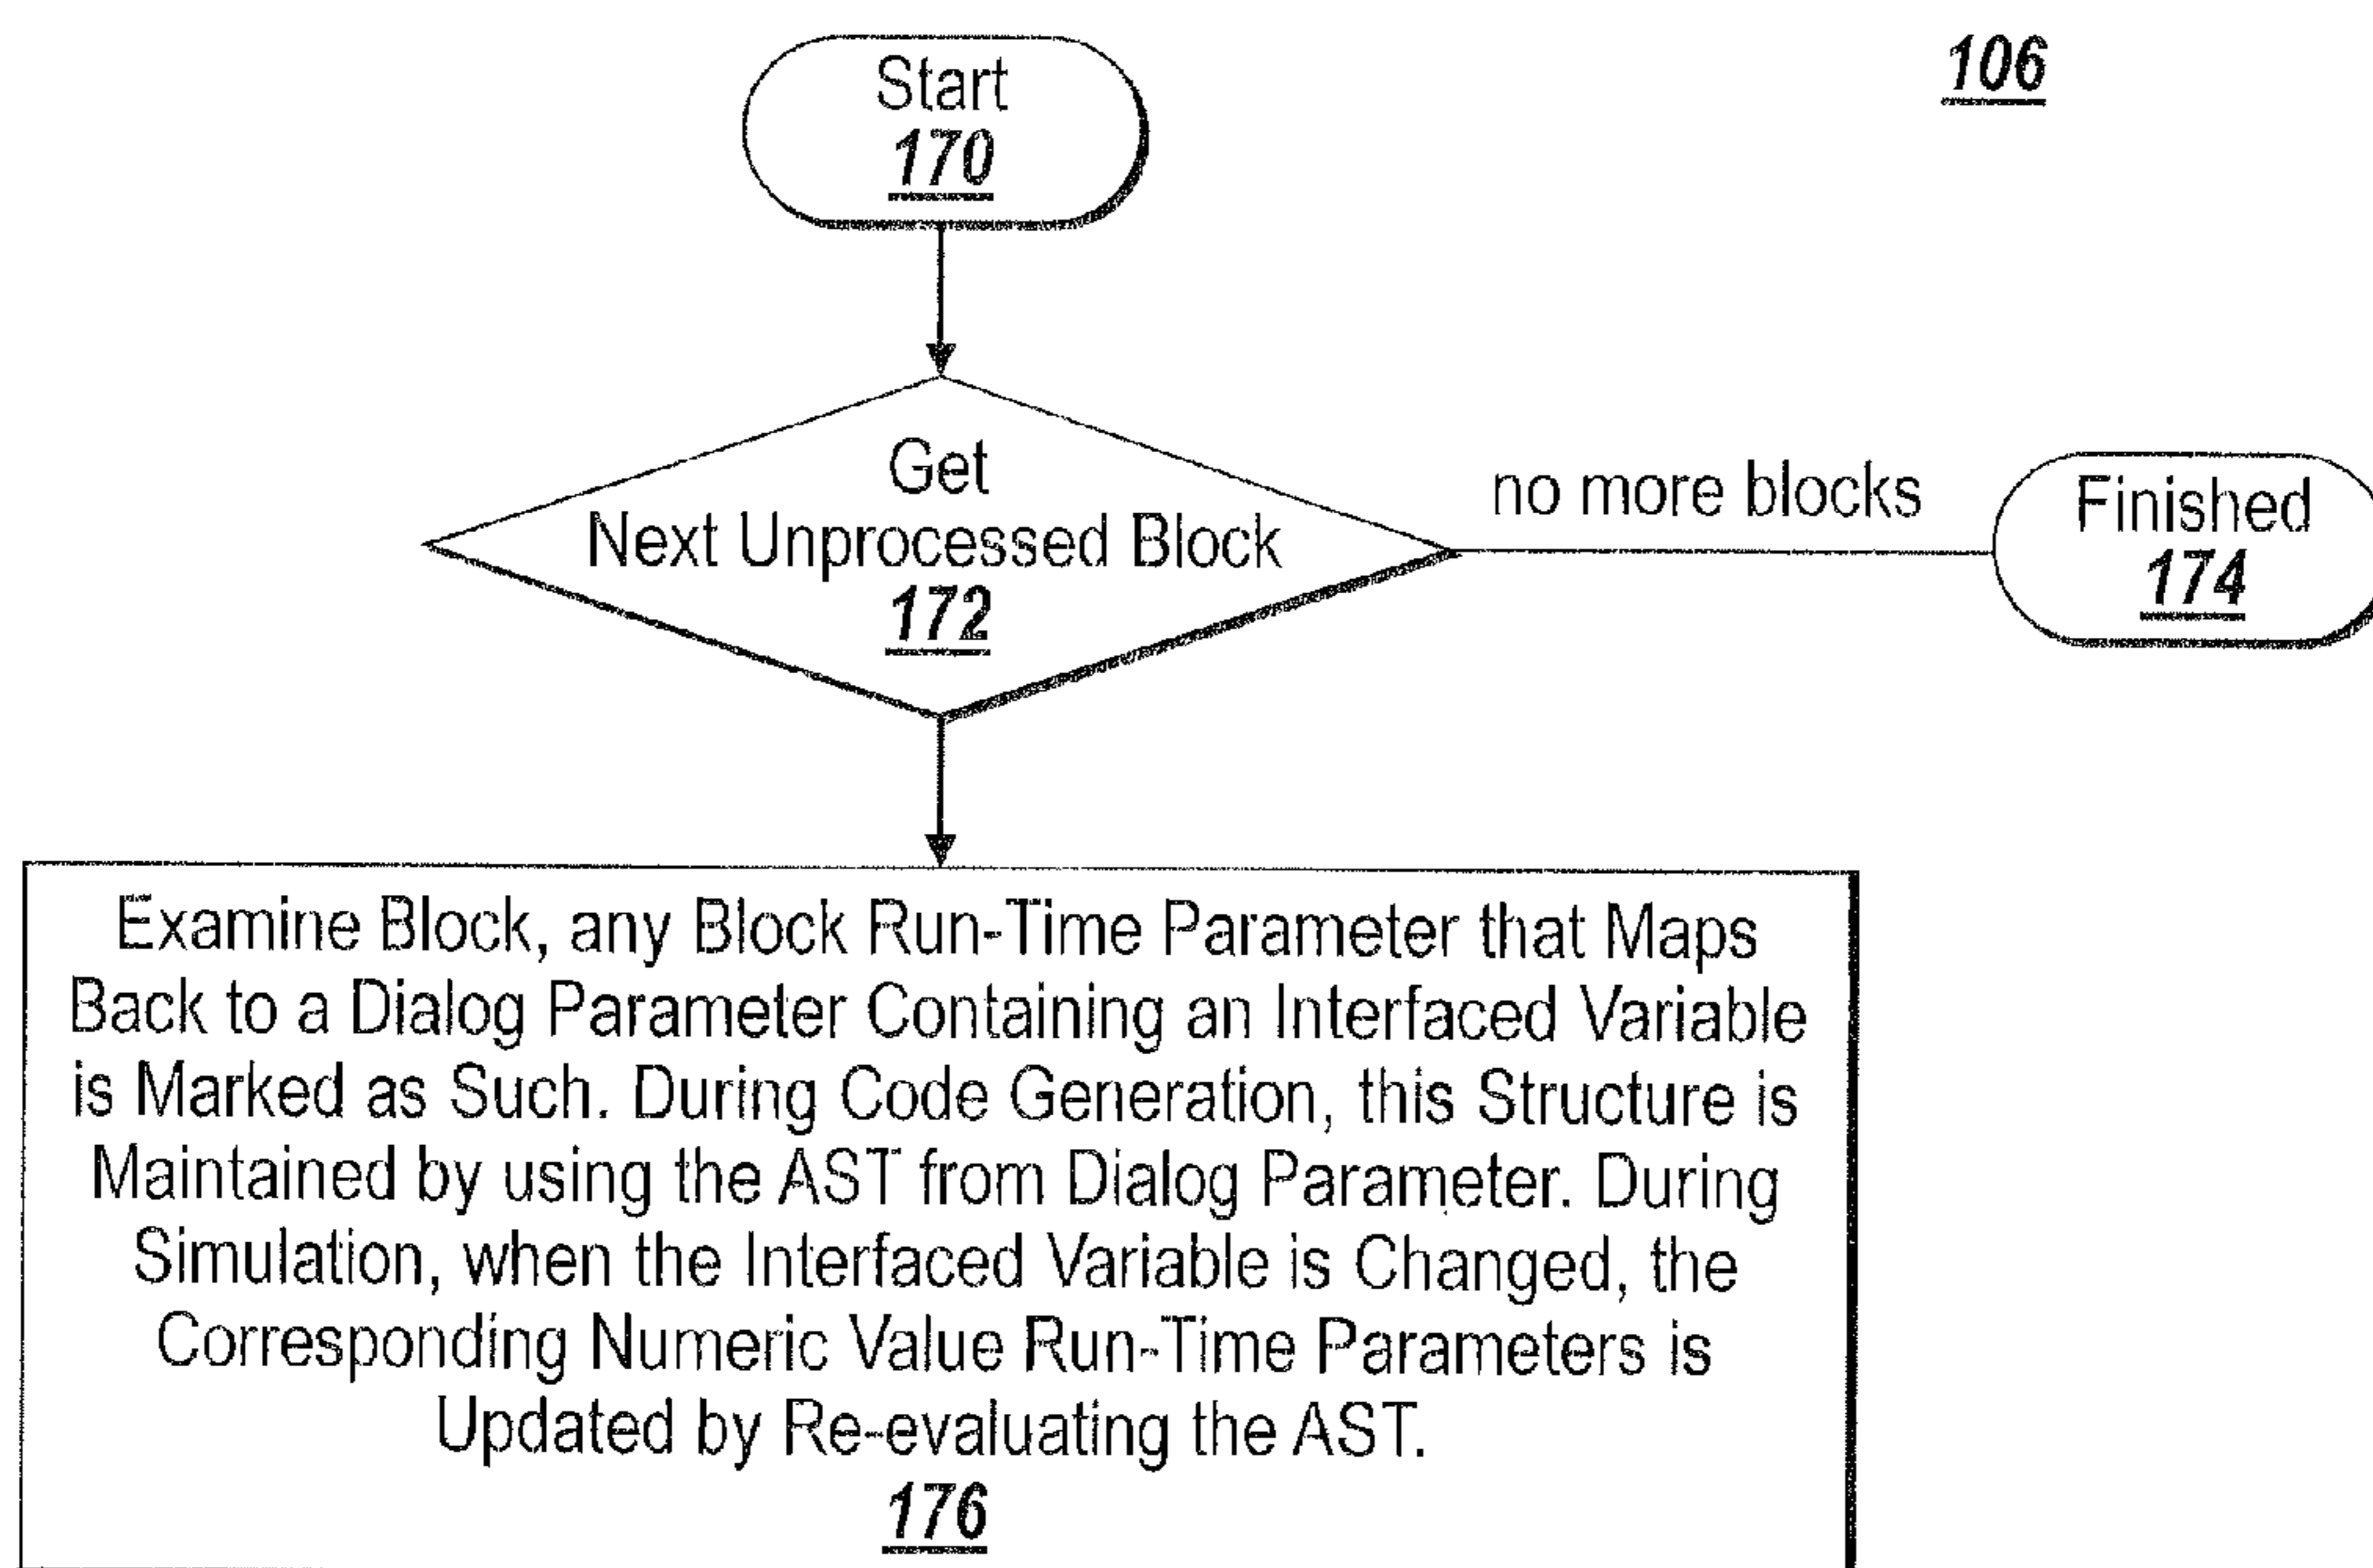 106
Start
170
Get
Next Unprocessed Block
172
no more blocks
Finished
174
Examine Block, any Block Run-Time Parameter that Maps
Back to a Dialog Parameter Containing an Interfaced Variable
is Marked as Such. During Code Generation, this Structure is
Maintained by using the AST from Dialog Parameter. During
Simulation, when the Interfaced Variable is Changed, the
Corresponding Numeric Value Run-Time Parameters is
Updated by Re-evaluating the AST.
176